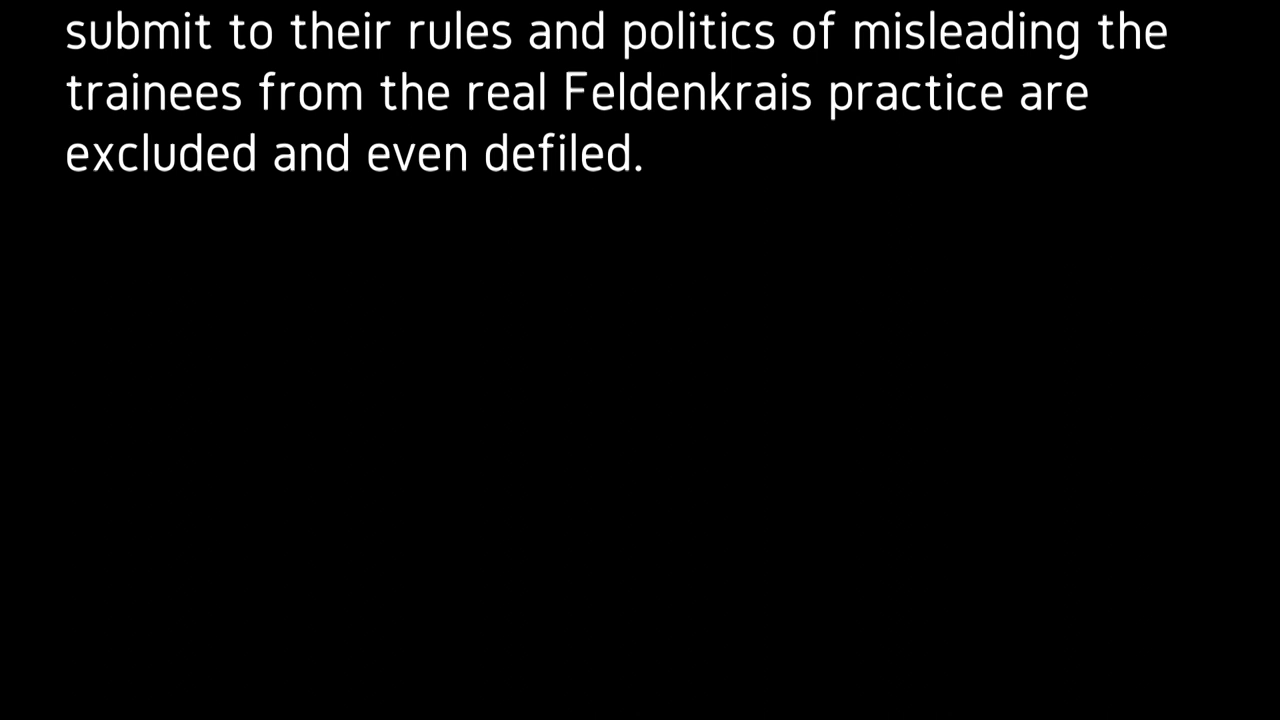 submit to their rules and politics of misleading the
trainees from the real Feldenkrais practice are
excluded and even defiled.